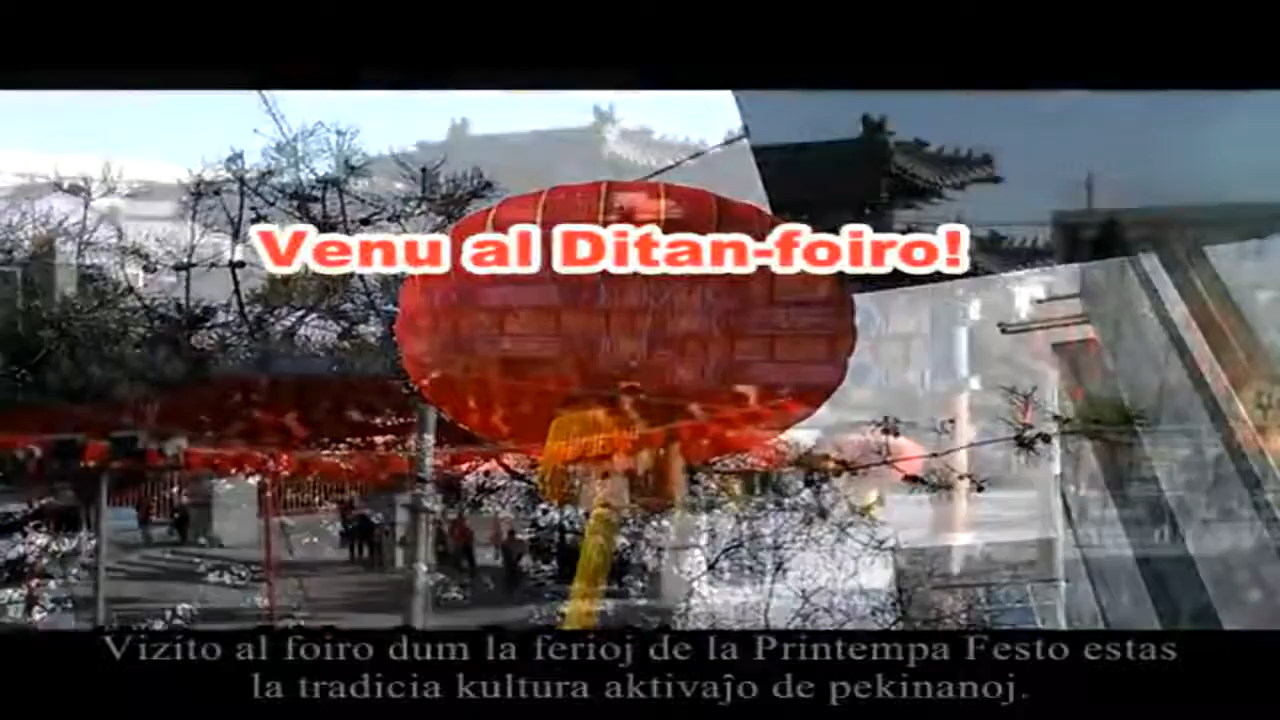 Venu al Ditan-foiro!
Vizito al foiro dum la ferioj de la Printempa Festo estas
la tradicia kultura aktivaĵo de pekinanoj.